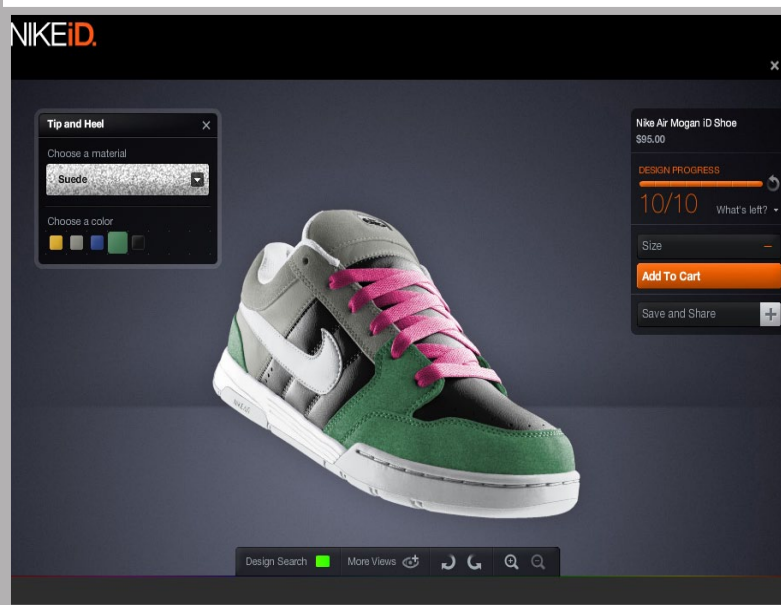 NIKEiD.
Tip and Heel
Choose a material
Suede
Choose a color
Nike Air Mogan iD Shoe
$95.00
DESIGN PROGRESS
10/10 What's left?
Size
Add To Cart
Save and Share
Design Search More Views